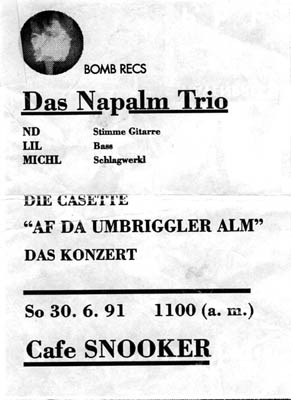 BOMB RECS
Das Napalm Trio
ND Stimme Gitarre
LIL Bass
MICHL Schlagwerkl
DIE CASETTE
“AF DA UMBRIGGLER ALM”
DAS KONZERT
So 30. 6. 91 1100 (a. m.)
Cafe SNOOKER